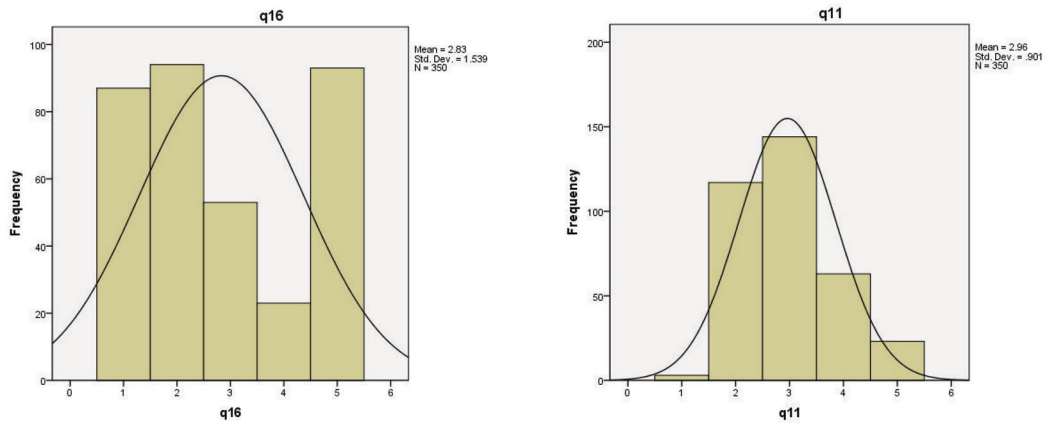 q16
Mean = 2.83
Std. Dev. = 1.539
N = 350
100
80
60
40
20
0
Frequency
0 1 2 3 4 5 6
q16
q11
Mean = 2.96
Std. Dev. = .901
N = 350
200
150
100
50
0
Frequency
0 1 2 3 4 5 6
q11